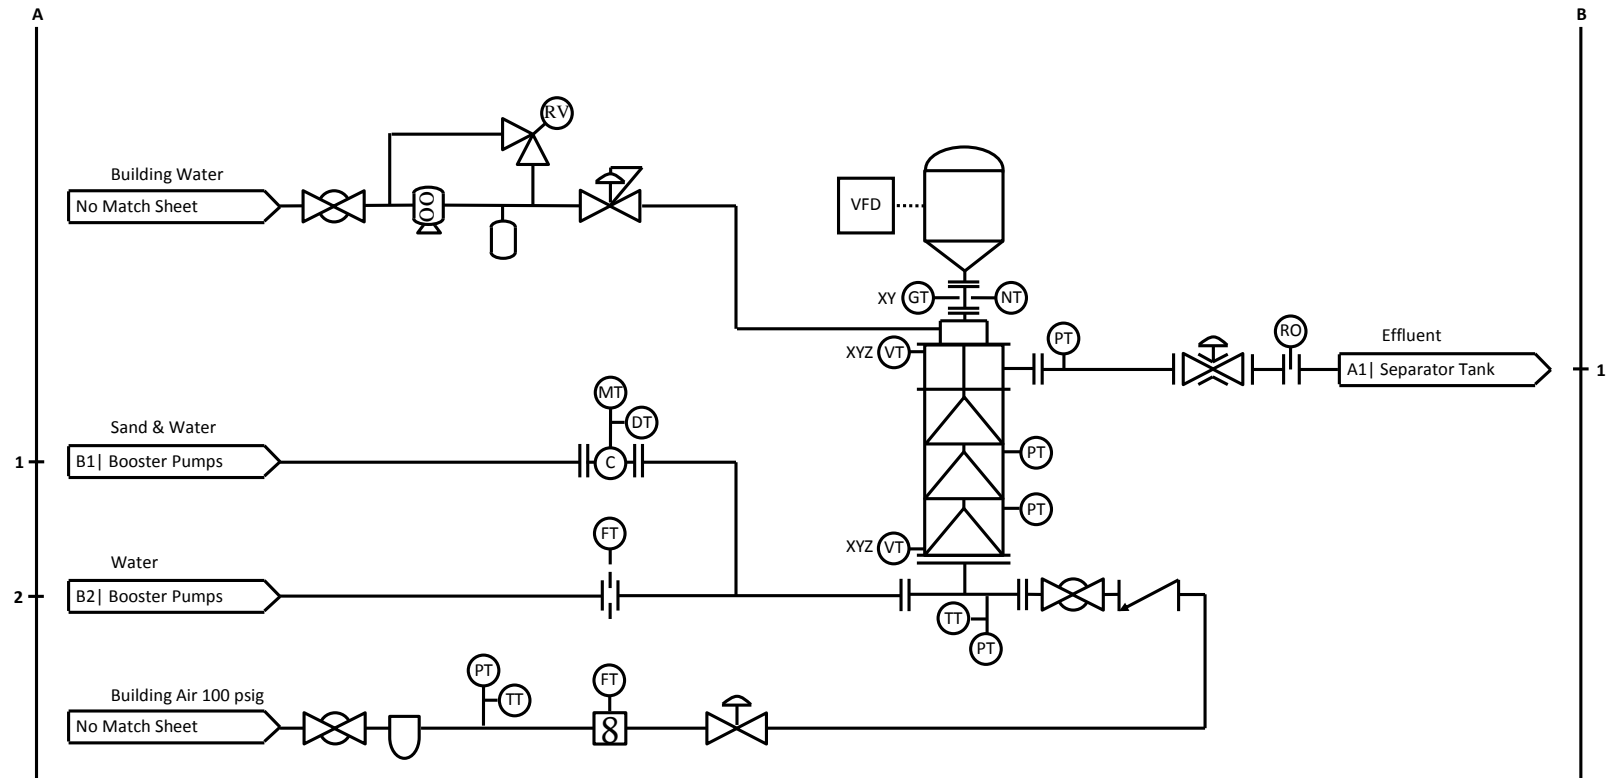 A
B
RV
Building Water
No Match Sheet
VFD
XY
GT
NT
XYZ
VT
PT
RO
Effluent
A1| Separator Tank
1
MT
DT
Sand & Water
1
B1| Booster Pumps
C
PT
PT
FT
XYZ
VT
Water
2
B2| Booster Pumps
TT
PT
PT
TT
FT
Building Air 100 psig
No Match Sheet
8